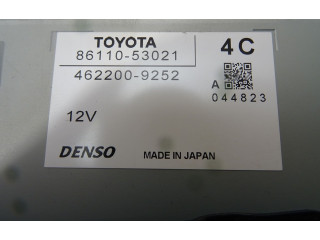 TOYOTA 4C
86110-53021
462200-9252
A
044823
12V
DENSO MADE IN JAPAN